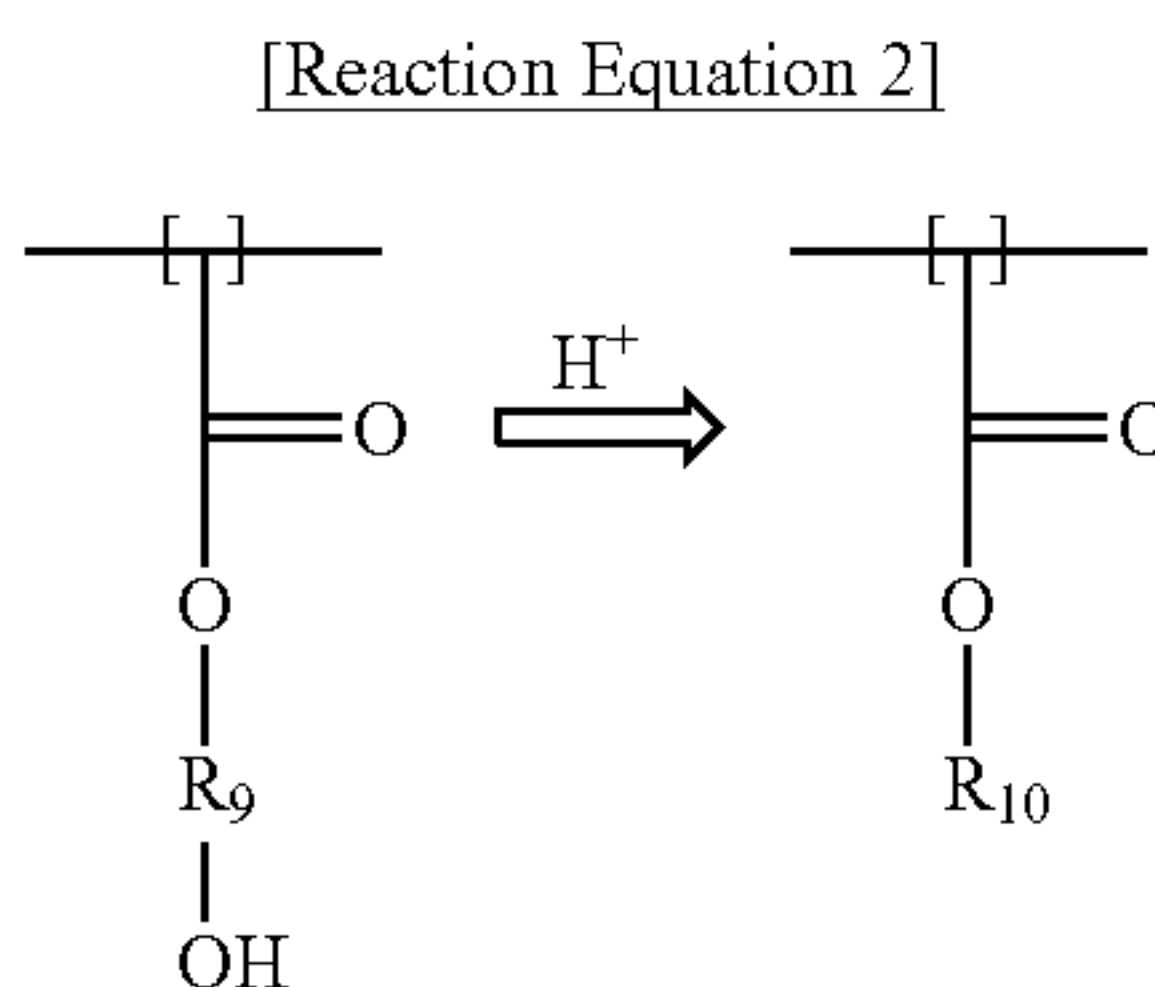 [Reaction Equation 2]
[ ] [ ]
H+
O
O O
R9 R10
OH